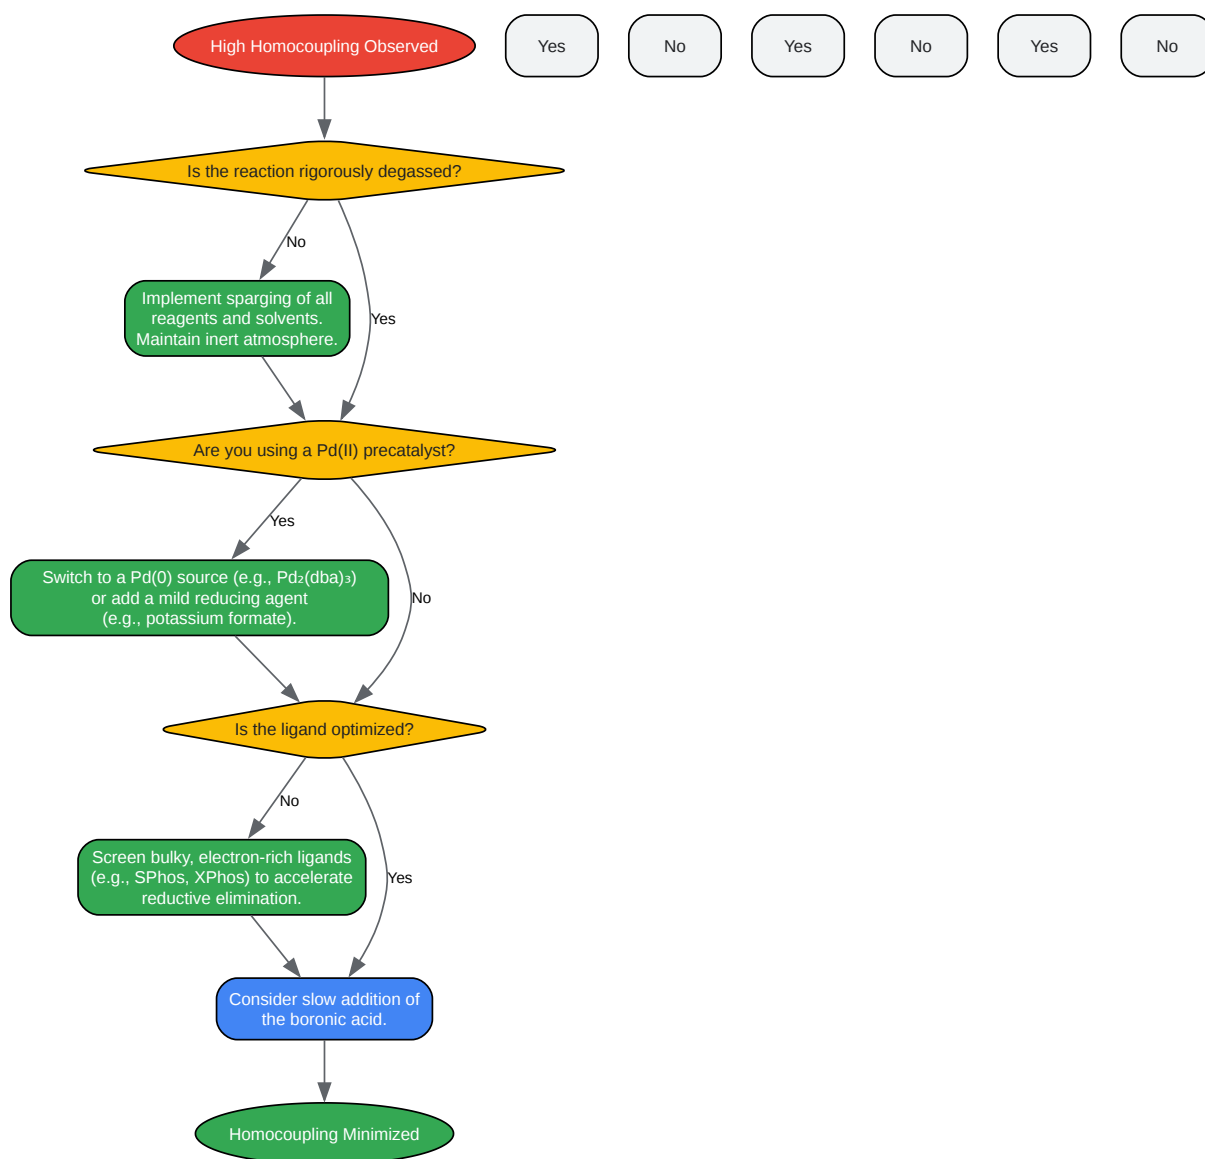 High Homocoupling Observed
Yes
No
Yes
No
Yes
No
Is the reaction rigorously degassed?
No
Implement sparging of all
reagents and solvents.
Maintain inert atmosphere.
Yes
Are you using a Pd(II) precatalyst?
Yes
Switch to a Pd(0) source (e.g., Pd₂(dba)₃)
or add a mild reducing agent
(e.g., potassium formate).
No
Is the ligand optimized?
No
Screen bulky, electron-rich ligands
(e.g., SPhos, XPhos) to accelerate
reductive elimination.
Yes
Consider slow addition of
the boronic acid.
Homocoupling Minimized